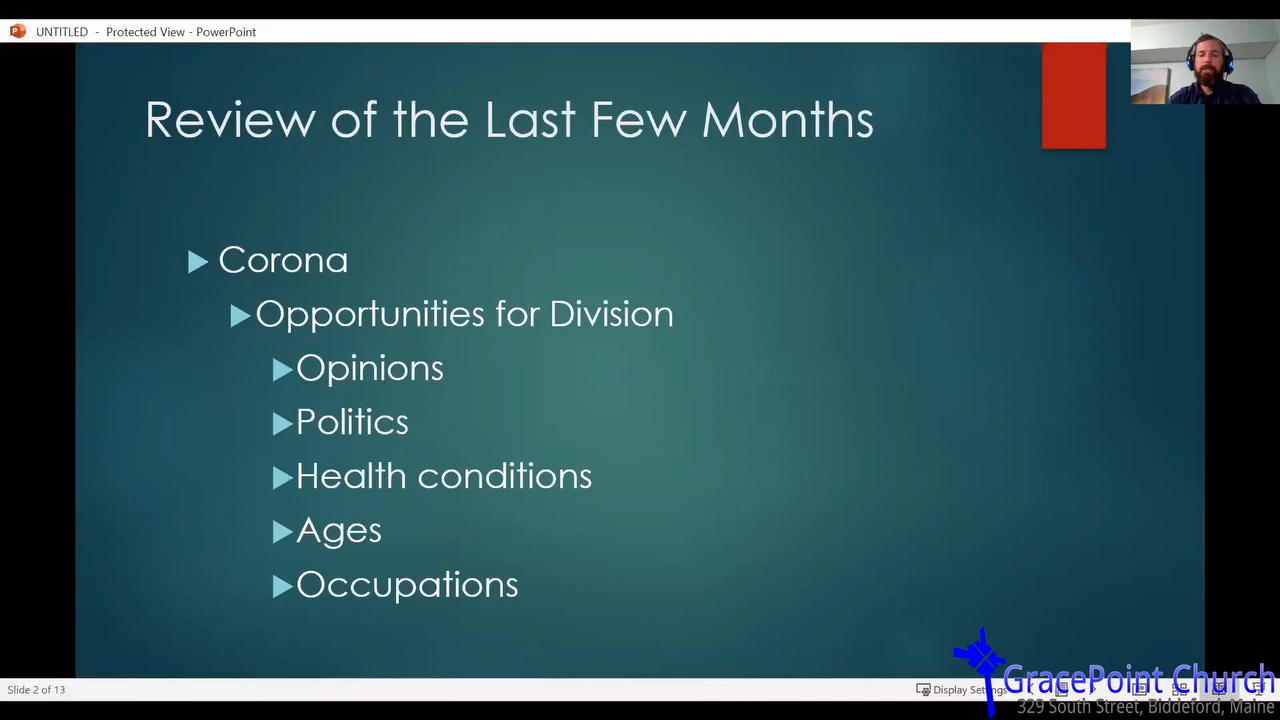 UNTITLED - Protected View - PowerPoint
Review of the Last Few Months
Corona
Opportunities for Division
Opinions
Politics
Health conditions
Ages
Occupations
Slide 2 of 13
Display Settings
GracePoint Church
329 South Street, Biddeford, Maine